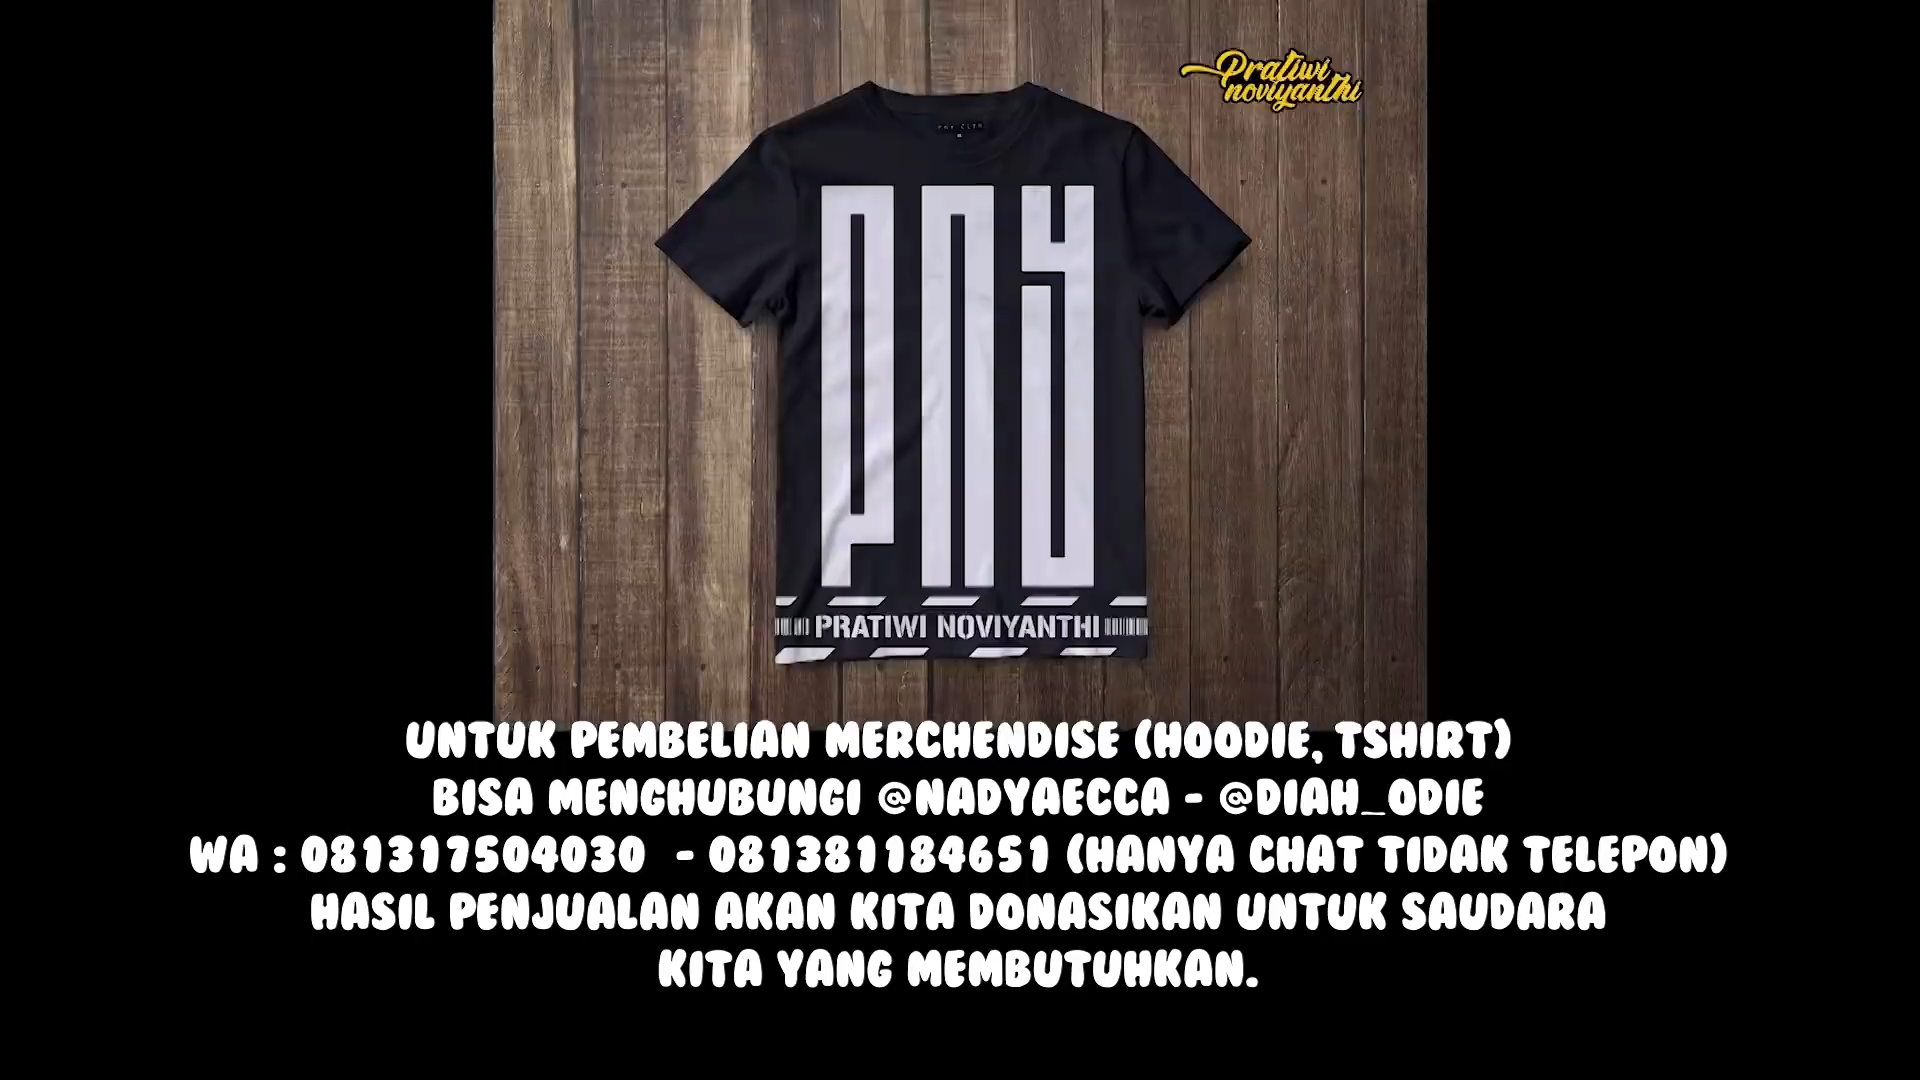 Pratiwi
noviyanthi
PNY
PRATIWI NOVIYANTHI
UNTUK PEMBELIAN MERCHENDISE (HOODIE, TSHIRT)
BISA MENGHUBUNGI @NADYAECCA - @DIAH_ODIE
WA : 081317504030 - 081381184651 (HANYA CHAT TIDAK TELEPON)
HASIL PENJUALAN AKAN KITA DONASIKAN UNTUK SAUDARA
KITA YANG MEMBUTUHKAN.